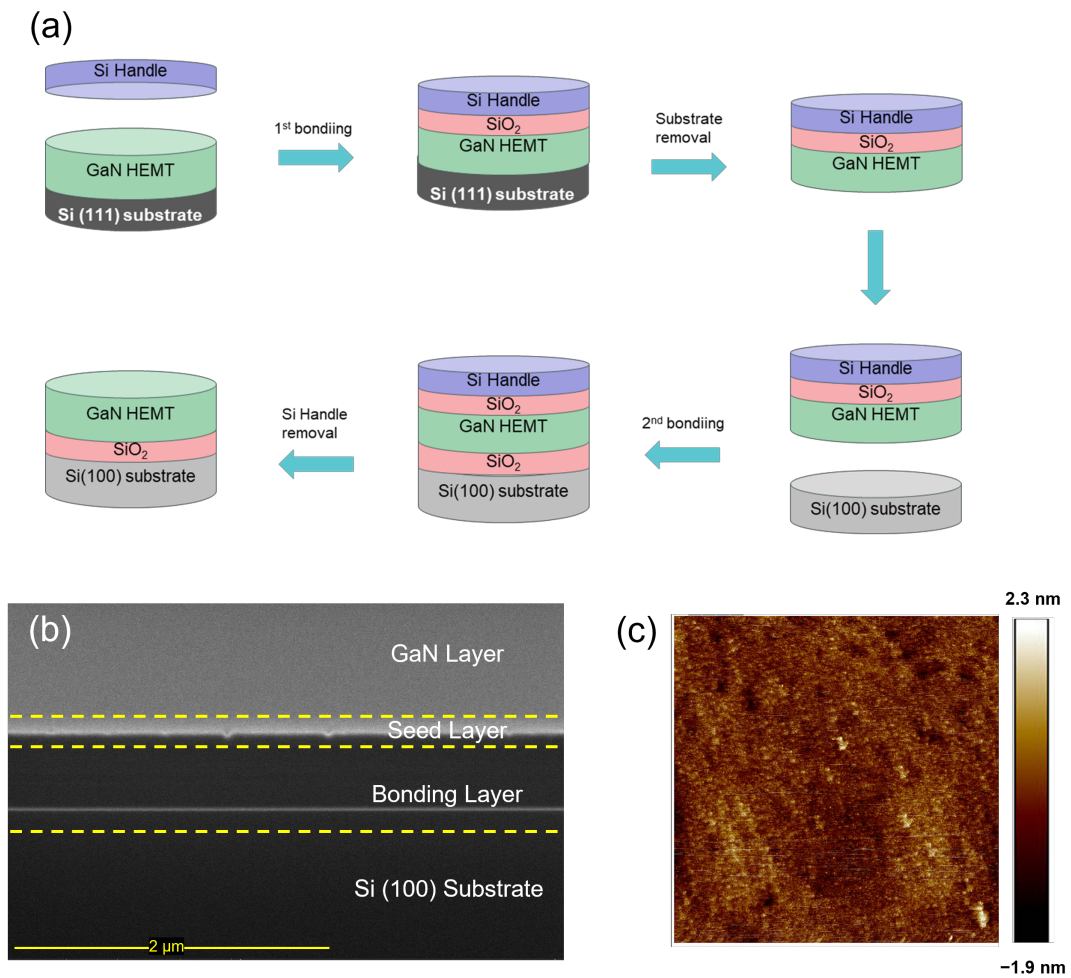 (a)
Si Handle
GaN HEMT
Si (111) substrate
1st bondiing
Si Handle
SiO2
GaN HEMT
Si (111) substrate
Substrate
removal
Si Handle
SiO2
GaN HEMT
Si Handle
SiO2
GaN HEMT
Si(100) substrate
2nd bondiing
Si Handle
SiO2
GaN HEMT
SiO2
Si(100) substrate
Si Handle
removal
GaN HEMT
SiO2
Si(100) substrate
(b)
GaN Layer
Seed Layer
Bonding Layer
Si (100) Substrate
2 µm
(c)
2.3 nm
−1.9 nm